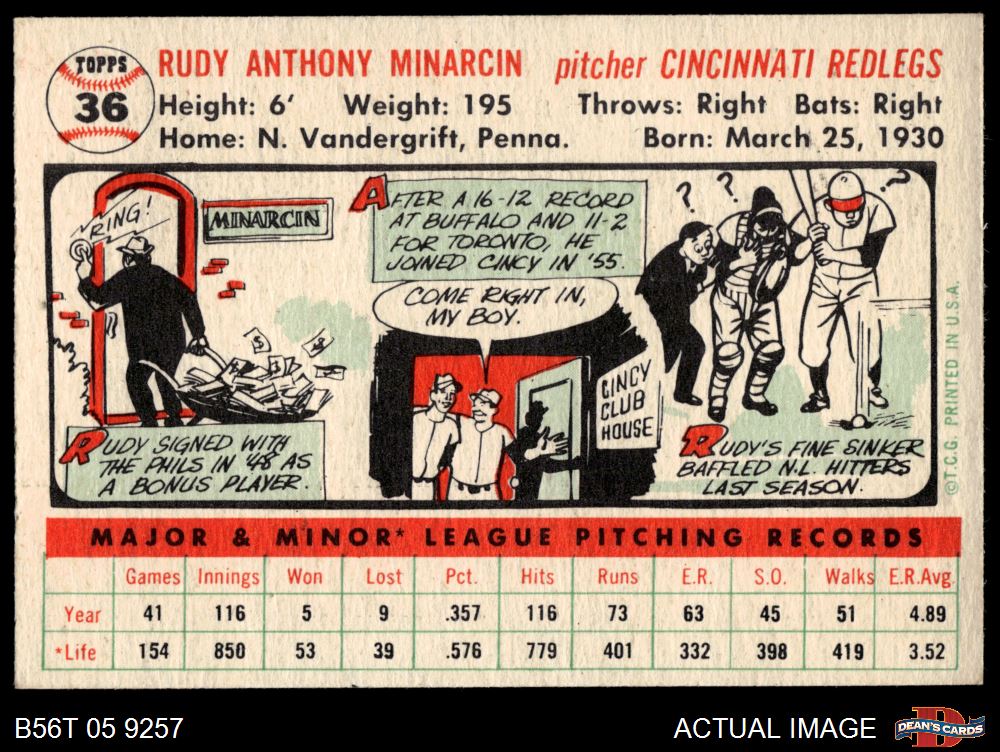 TOPPS
36
RUDY ANTHONY MINARCIN pitcher CINCINNATI REDLEGS
Height: 6' Weight: 195 Throws: Right Bats: Right
Home: N. Vandergrift, Penna. Born: March 25, 1930
RING!
MINARCIN
$
$
RUDY SIGNED WITH
THE PHILS IN '48 AS
A BONUS PLAYER.
AFTER A 16-12 RECORD
AT BUFFALO AND 11-2
FOR TORONTO, HE
JOINED CINCY IN '55.
COME RIGHT IN,
MY BOY.
CINCY
CLUB
HOUSE
? ? ?
RUDY'S FINE SINKER
BAFFLED N.L. HITTERS
LAST SEASON.
©T.C.G. PRINTED IN U.S.A.
MAJOR & MINOR* LEAGUE PITCHING RECORDS
Games Innings Won Lost Pct. Hits Runs E.R. S.O. Walks E.R.Avg.
Year 41 116 5 9 .357 116 73 63 45 51 4.89
*Life 154 850 53 39 .576 779 401 332 398 419 3.52
B56T 05 9257
ACTUAL IMAGE
D
DEAN'S CARDS